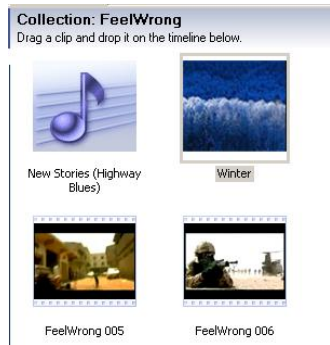 Collection: FeelWrong
Drag a clip and drop it on the timeline below.
New Stories (Highway
Blues)
Winter
FeelWrong 005
FeelWrong 006